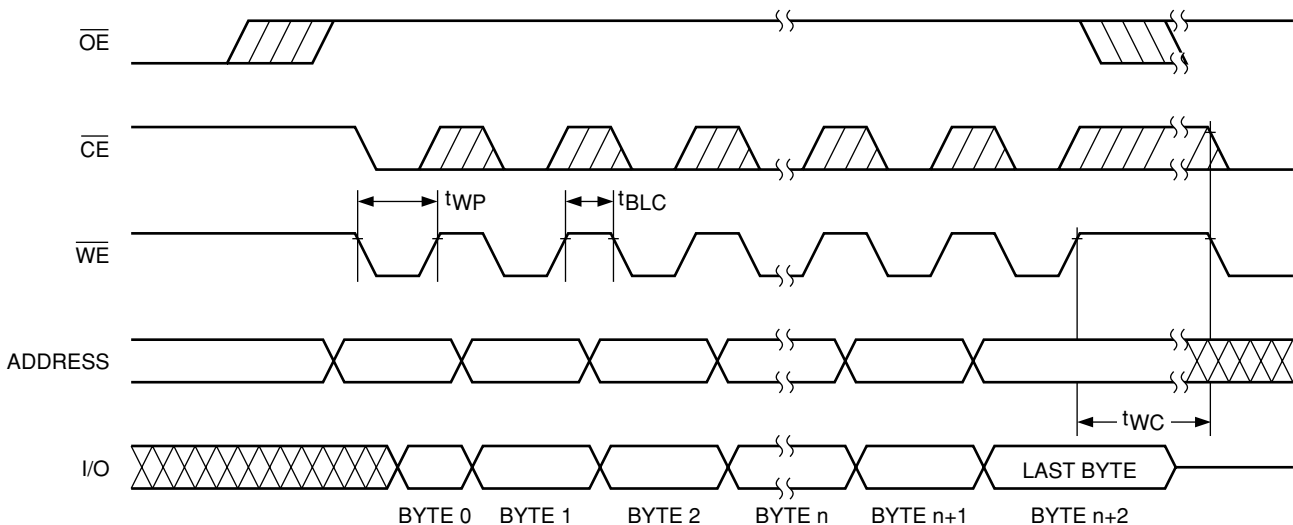 OE
CE
tWP
tBLC
WE
ADDRESS
tWC
I/O
LAST BYTE
BYTE 0 BYTE 1 BYTE 2 BYTE n BYTE n+1 BYTE n+2